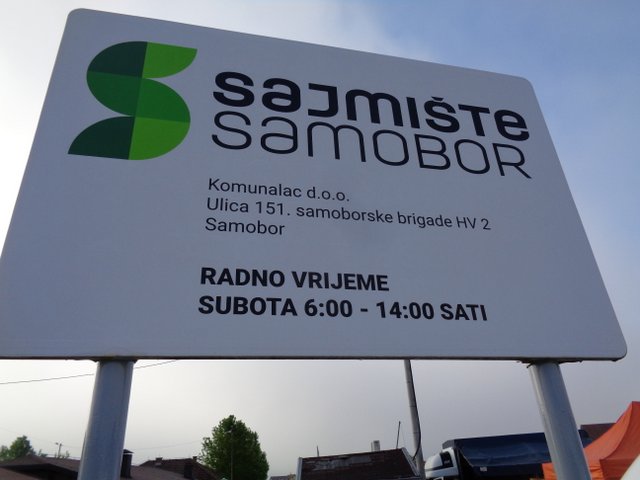 SAJMIŠTE
SAMOBOR
Komunalac d.o.o.
Ulica 151. samoborske brigade HV 2
Samobor
RADNO VRIJEME
SUBOTA 6:00 - 14:00 SATI